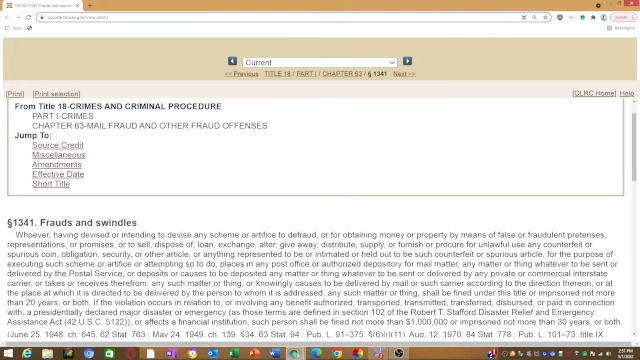 18 USC 1341: Frauds and swindl
uscode.house.gov/view.xhtml
Update
Apps
Reading List
Current
<< Previous TITLE 18 / PART I / CHAPTER 63 / § 1341 Next >>
[Print] [Print selection] [OLRC Home] Help
From Title 18-CRIMES AND CRIMINAL PROCEDURE
PART I-CRIMES
CHAPTER 63-MAIL FRAUD AND OTHER FRAUD OFFENSES
Jump To:
Source Credit
Miscellaneous
Amendments
Effective Date
Short Title
§1341. Frauds and swindles
Whoever, having devised or intending to devise any scheme or artifice to defraud, or for obtaining money or property by means of false or fraudulent pretenses,
representations, or promises, or to sell, dispose of, loan, exchange, alter, give away, distribute, supply, or furnish or procure for unlawful use any counterfeit or
spurious coin, obligation, security, or other article, or anything represented to be or intimated or held out to be such counterfeit or spurious article, for the purpose of
executing such scheme or artifice or attempting so to do, places in any post office or authorized depository for mail matter, any matter or thing whatever to be sent or
delivered by the Postal Service, or deposits or causes to be deposited any matter or thing whatever to be sent or delivered by any private or commercial interstate
carrier, or takes or receives therefrom, any such matter or thing, or knowingly causes to be delivered by mail or such carrier according to the direction thereon, or at
the place at which it is directed to be delivered by the person to whom it is addressed, any such matter or thing, shall be fined under this title or imprisoned not more
than 20 years, or both. If the violation occurs in relation to, or involving any benefit authorized, transported, transmitted, transferred, disbursed, or paid in connection
with, a presidentially declared major disaster or emergency (as those terms are defined in section 102 of the Robert T. Stafford Disaster Relief and Emergency
Assistance Act (42 U.S.C. 5122)), or affects a financial institution, such person shall be fined not more than $1,000,000 or imprisoned not more than 30 years, or both.
(June 25, 1948, ch. 645, 62 Stat. 763; May 24, 1949, ch. 139, §34, 63 Stat. 94; Pub. L. 91–375, §(6)(j)(11), Aug. 12, 1970, 84 Stat. 778; Pub. L. 101–73, title IX,
2:51 PM